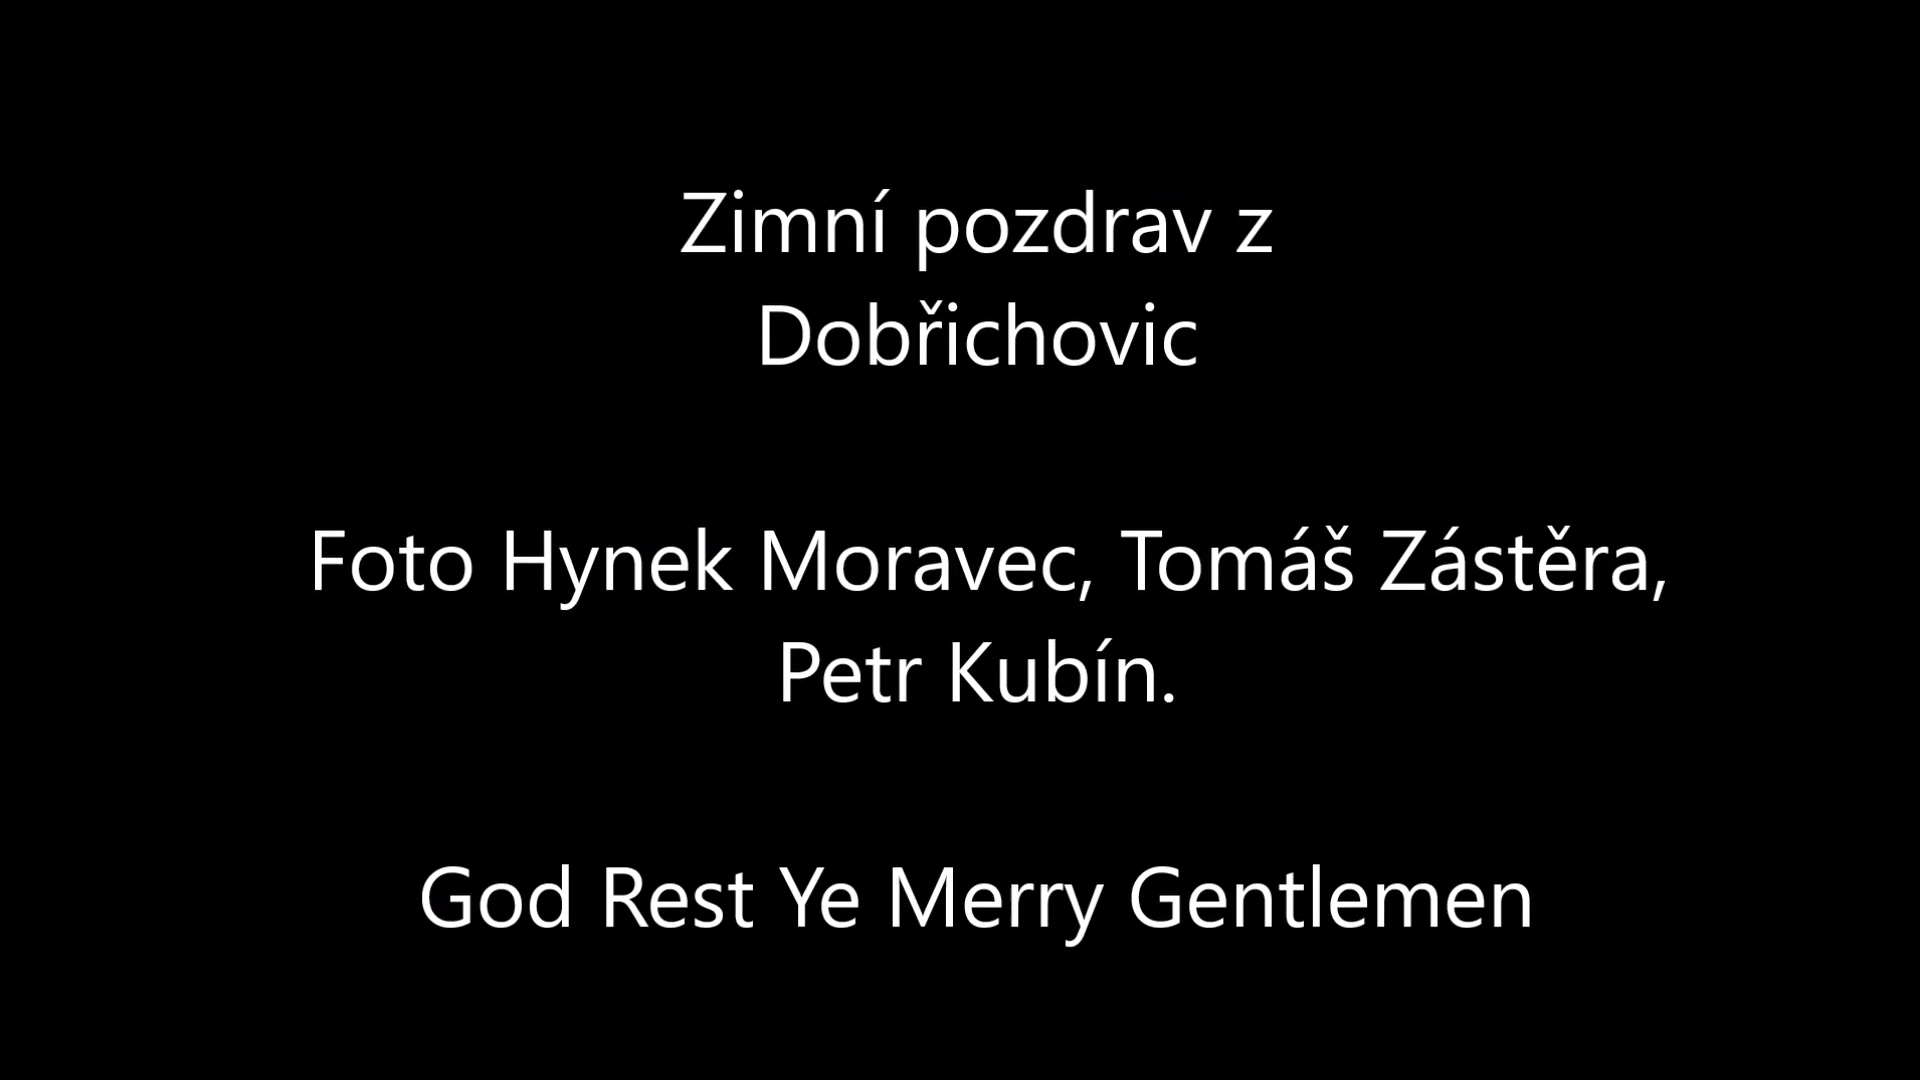 Zimní pozdrav z
Dobřichovic
Foto Hynek Moravec, Tomáš Zástěra,
Petr Kubín.
God Rest Ye Merry Gentlemen